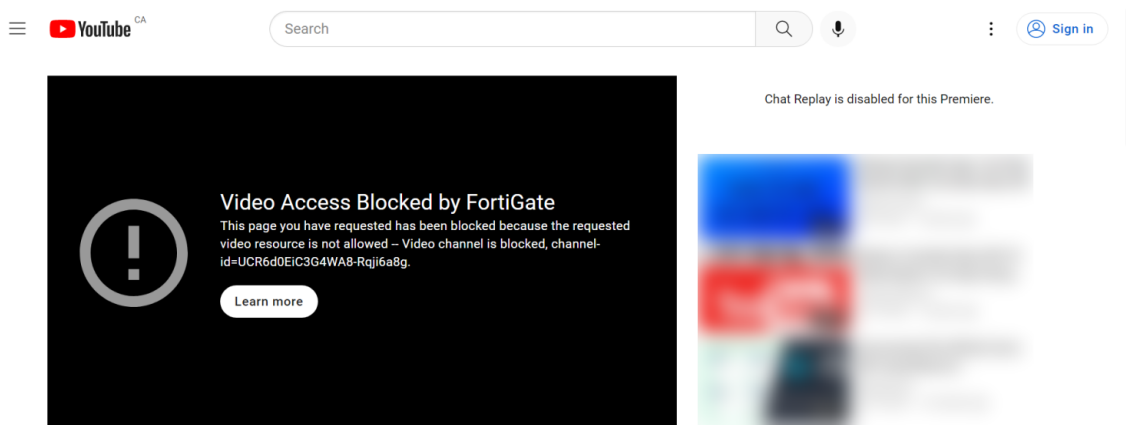 YouTube CA
Search
Sign in
Chat Replay is disabled for this Premiere.
Video Access Blocked by FortiGate
This page you have requested has been blocked because the requested
video resource is not allowed -- Video channel is blocked, channel-
id=UCR6d0EiC3G4WA8-Rqji6a8g.
Learn more